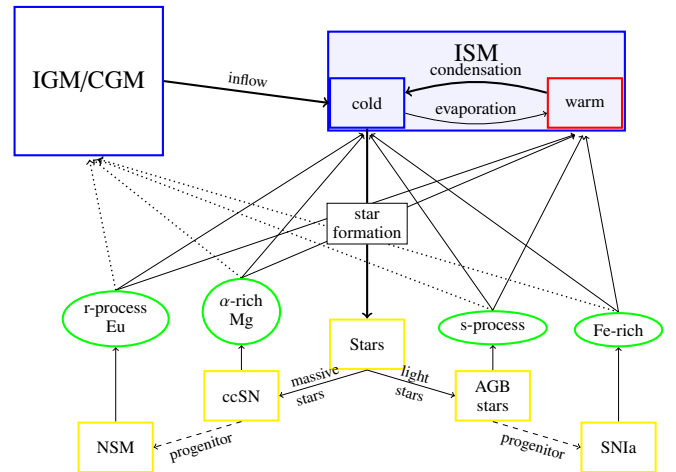 ISM
IGM/CGM
inflow
condensation
cold
evaporation
warm
star
formation
r-process
Eu
α-rich
Mg
s-process
Fe-rich
Stars
massive
stars
light
stars
ccSN
AGB
stars
NSM
progenitor
progenitor
SNIa